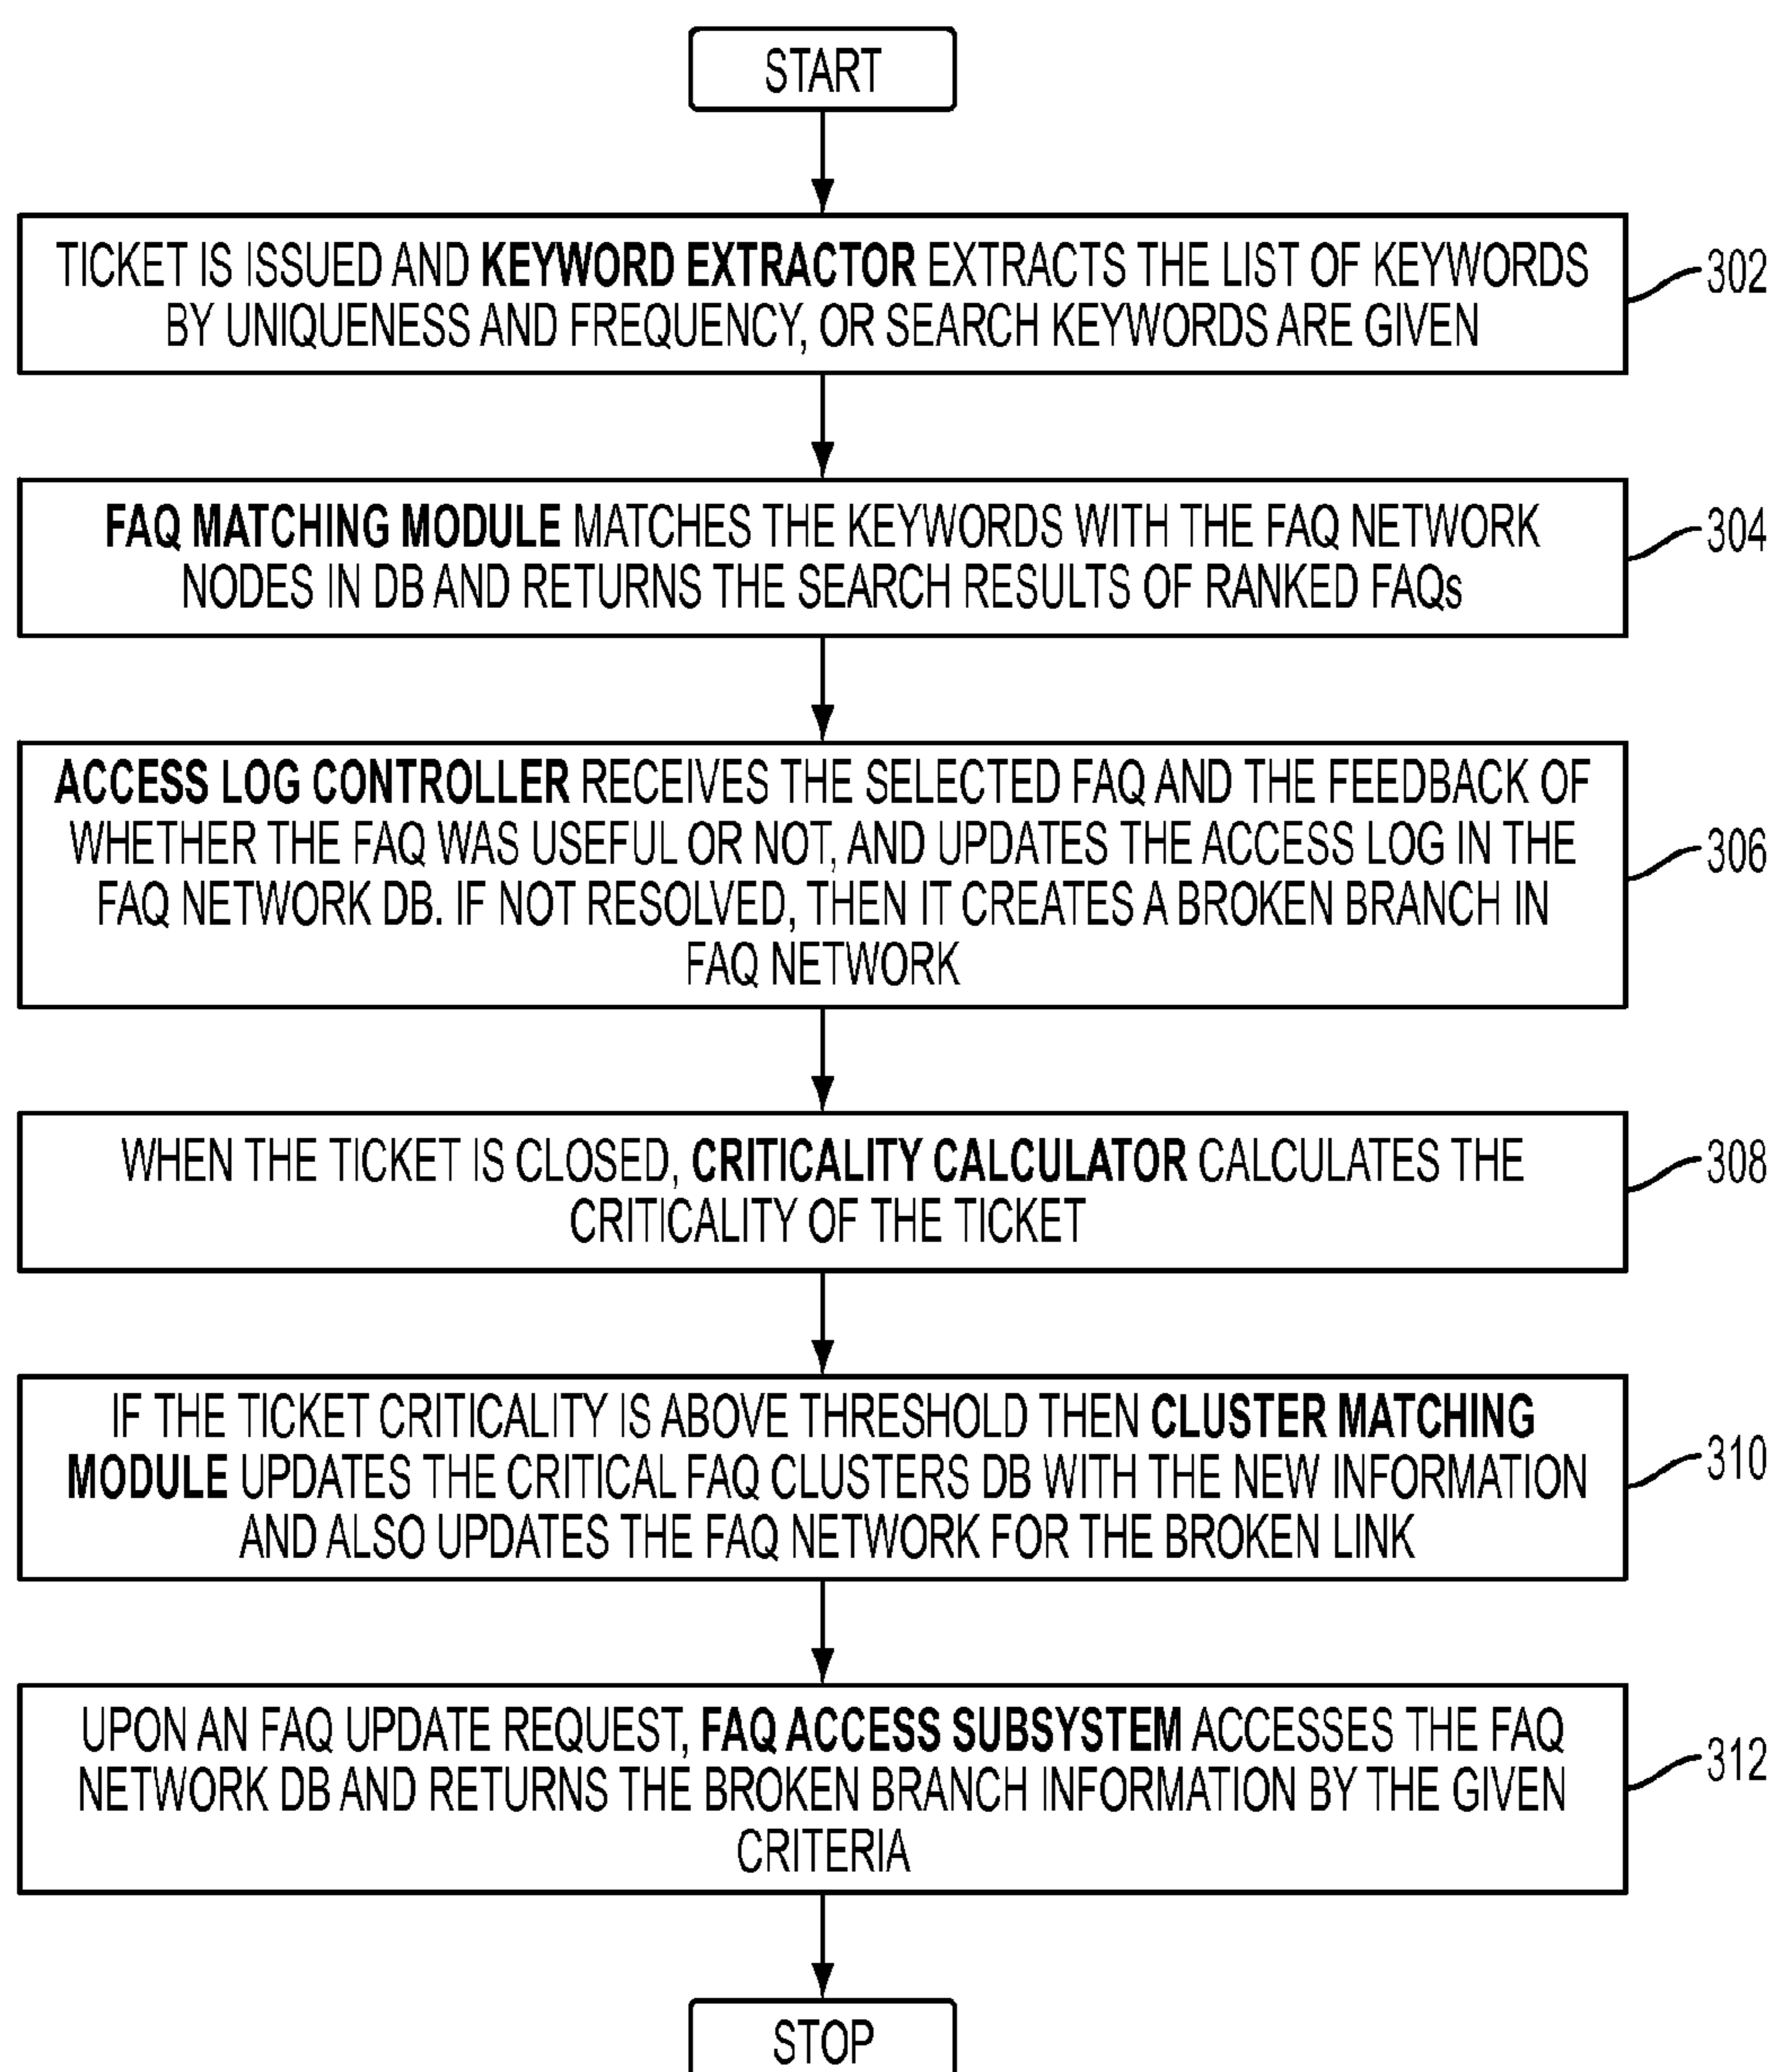 START
TICKET IS ISSUED AND KEYWORD EXTRACTOR EXTRACTS THE LIST OF KEYWORDS
BY UNIQUENESS AND FREQUENCY, OR SEARCH KEYWORDS ARE GIVEN
302
FAQ MATCHING MODULE MATCHES THE KEYWORDS WITH THE FAQ NETWORK
NODES IN DB AND RETURNS THE SEARCH RESULTS OF RANKED FAQs
304
ACCESS LOG CONTROLLER RECEIVES THE SELECTED FAQ AND THE FEEDBACK OF
WHETHER THE FAQ WAS USEFUL OR NOT, AND UPDATES THE ACCESS LOG IN THE
FAQ NETWORK DB. IF NOT RESOLVED, THEN IT CREATES A BROKEN BRANCH IN
FAQ NETWORK
306
WHEN THE TICKET IS CLOSED, CRITICALITY CALCULATOR CALCULATES THE
CRITICALITY OF THE TICKET
308
IF THE TICKET CRITICALITY IS ABOVE THRESHOLD THEN CLUSTER MATCHING
MODULE UPDATES THE CRITICAL FAQ CLUSTERS DB WITH THE NEW INFORMATION
AND ALSO UPDATES THE FAQ NETWORK FOR THE BROKEN LINK
310
UPON AN FAQ UPDATE REQUEST, FAQ ACCESS SUBSYSTEM ACCESSES THE FAQ
NETWORK DB AND RETURNS THE BROKEN BRANCH INFORMATION BY THE GIVEN
CRITERIA
312
STOP